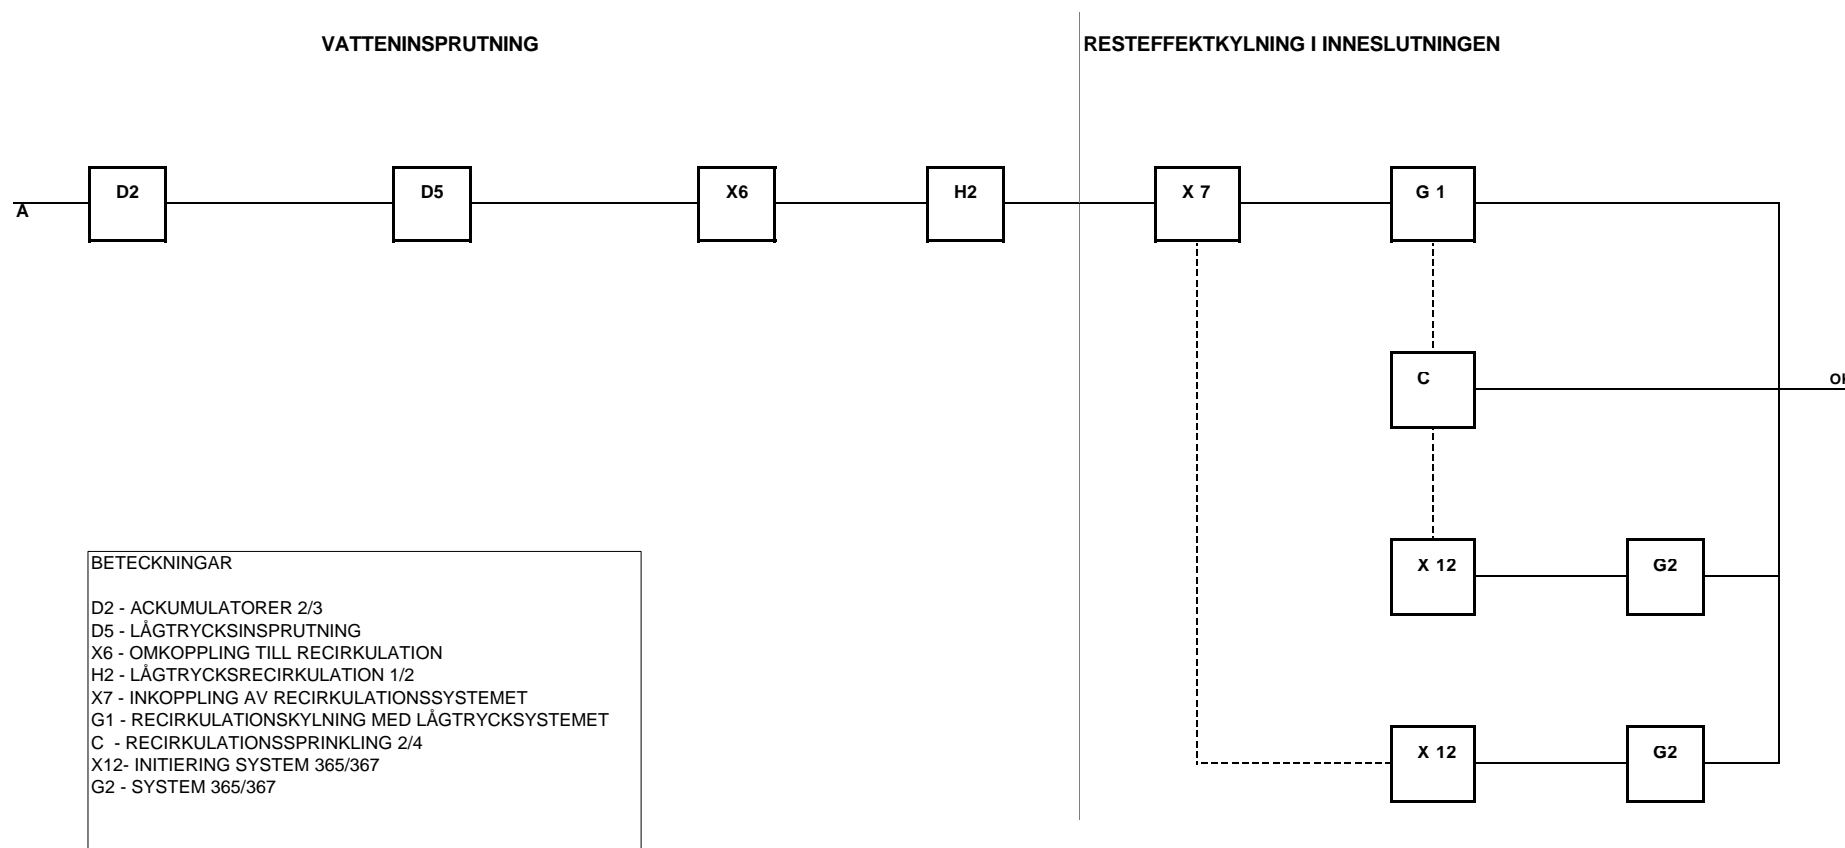 VATTENINSPRUTNING
RESTEFFEKTKYLNING I INNESLUTNINGEN
A
D2
D5
X6
H2
X 7
G 1
C
X 12
G2
X 12
G2
BETECKNINGAR
D2 - ACKUMULATORER 2/3
D5 - LÅGTRYCKSINSPRUTNING
X6 - OMKOPPLING TILL RECIRKULATION
H2 - LÅGTRYCKSRECIRKULATION 1/2
X7 - INKOPPLING AV RECIRKULATIONSSYSTEMET
G1 - RECIRKULATIONSKYLNING MED LÅGTRYCKSYSTEMET
C - RECIRKULATIONSSPRINKLING 2/4
X12- INITIERING SYSTEM 365/367
G2 - SYSTEM 365/367